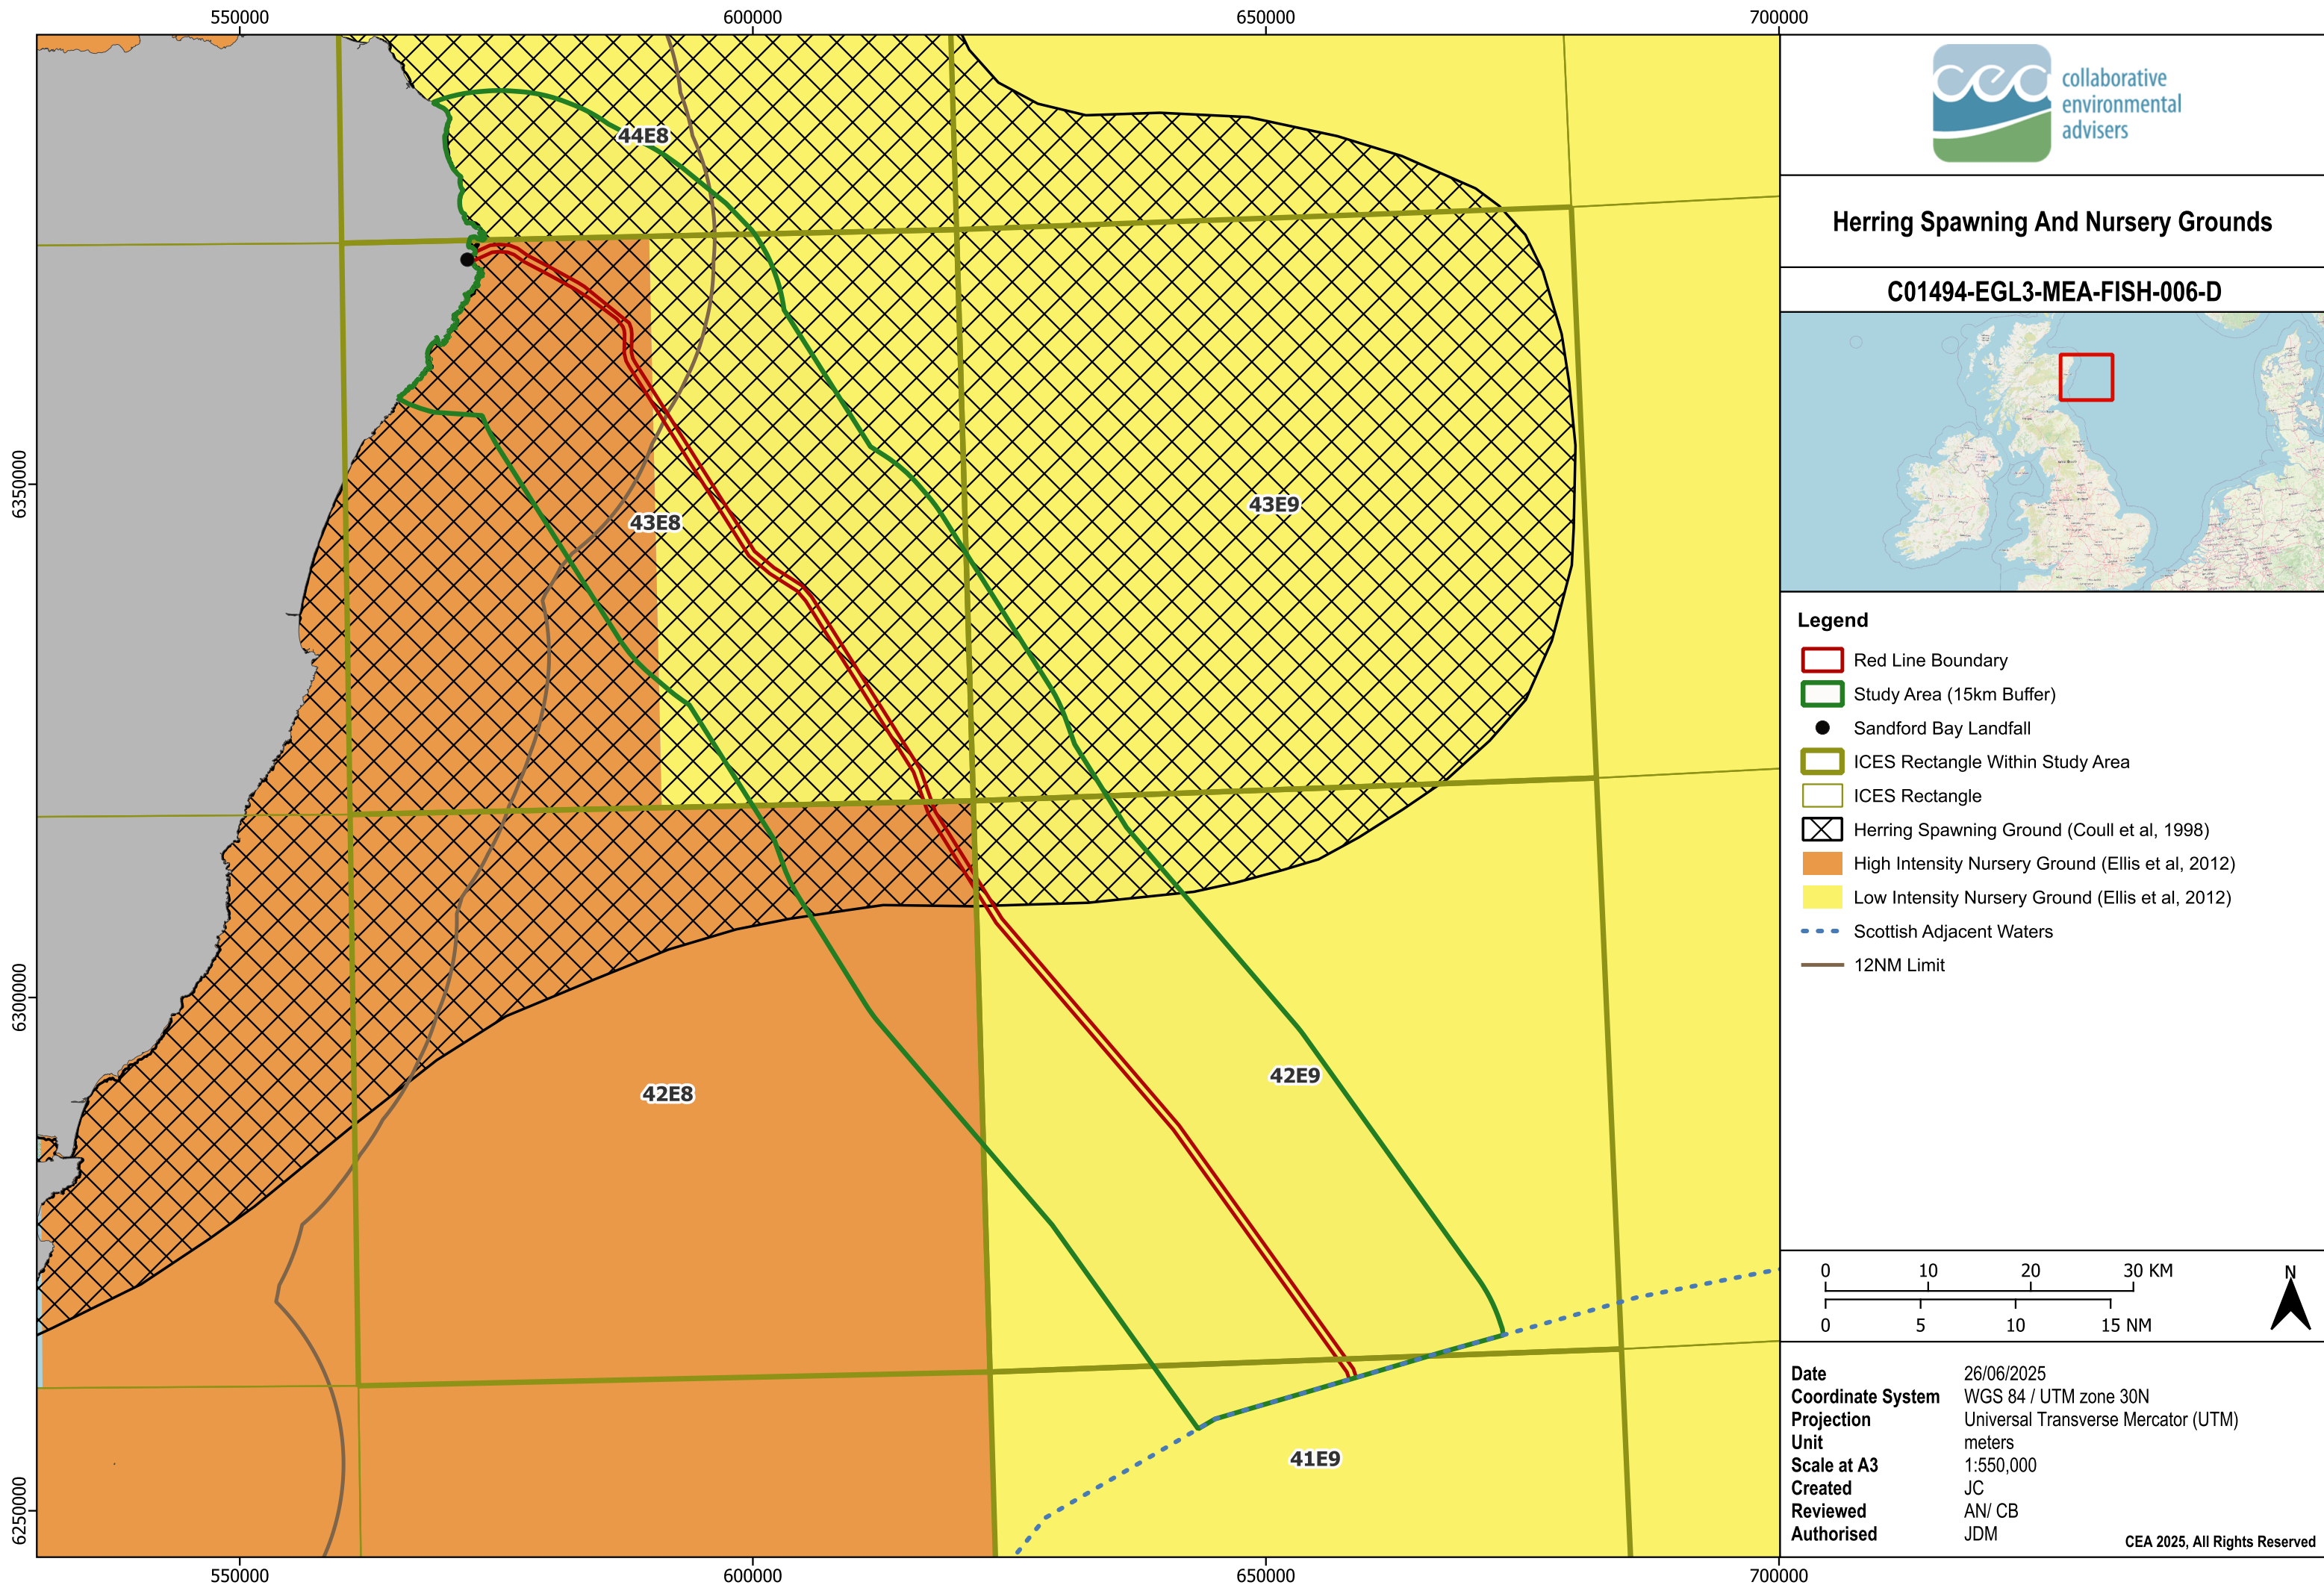 550000
600000
650000
700000
6350000
6300000
6250000
44E8
43E8
43E9
42E8
42E9
41E9
550000
600000
650000
700000
cea
collaborative
environmental
advisers
Herring Spawning And Nursery Grounds
C01494-EGL3-MEA-FISH-006-D
Legend
Red Line Boundary
Study Area (15km Buffer)
Sandford Bay Landfall
ICES Rectangle Within Study Area
ICES Rectangle
Herring Spawning Ground (Coull et al, 1998)
High Intensity Nursery Ground (Ellis et al, 2012)
Low Intensity Nursery Ground (Ellis et al, 2012)
Scottish Adjacent Waters
12NM Limit
0 10 20 30 KM
0 5 10 15 NM
N
Date 26/06/2025
Coordinate System WGS 84 / UTM zone 30N
Projection Universal Transverse Mercator (UTM)
Unit meters
Scale at A3 1:550,000
Created JC
Reviewed AN/ CB
Authorised JDM
CEA 2025, All Rights Reserved